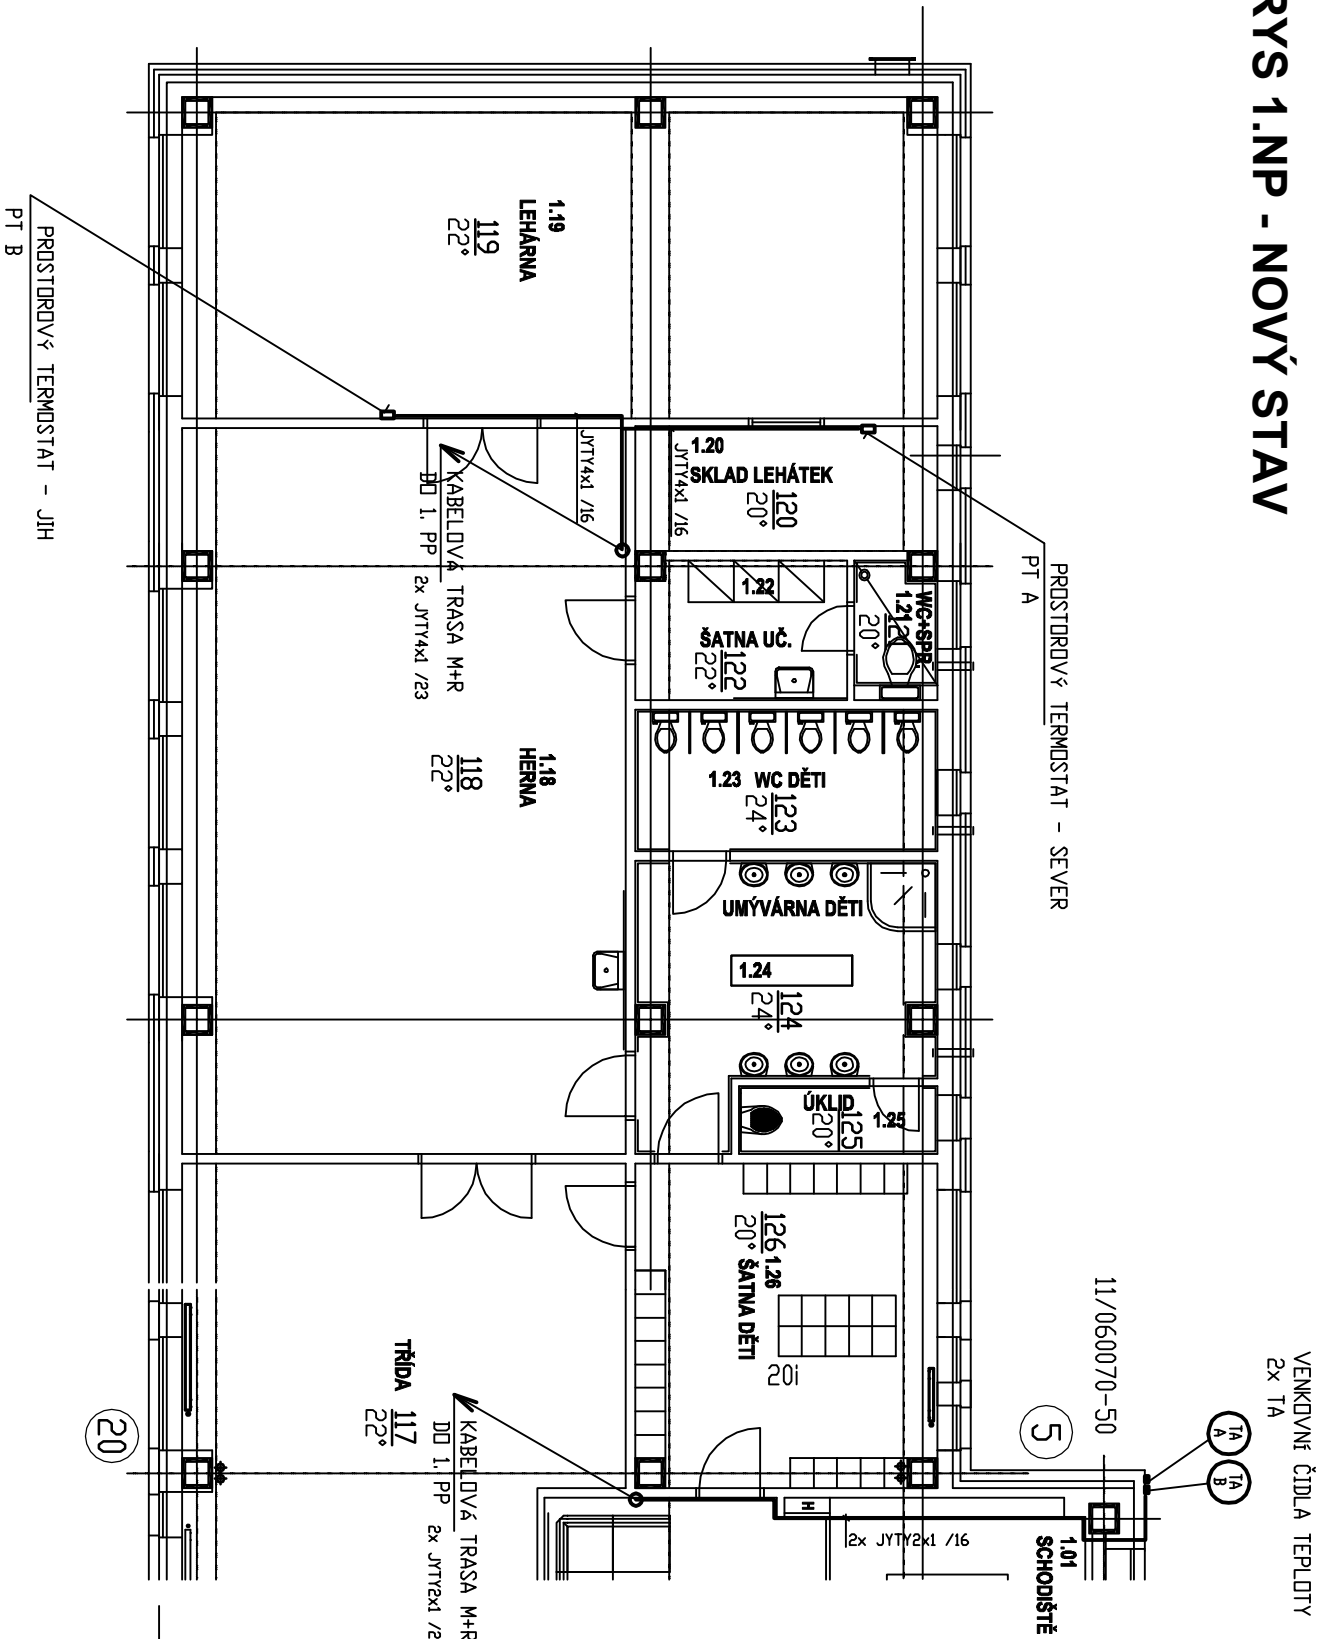 RYS 1.NP - NOVÝ STAV
VENKOVNÍ ČIDLA TEPLOTY
2x TA
TA
A
TA
B
11/060070-50
5
20
PROSTOROVÝ TERMOSTAT - SEVER
PT A
PROSTOROVÝ TERMOSTAT - JIH
PT B
1.19
LEHÁRNA
119
22°
1.20
SKLAD LEHÁTEK
120
20°
JYTY4x1 /16
JYTY4x1 /16
KABELOVÁ TRASA M+R
DO 1. PP
2x JYTY4x1 /23
WC+SPR.
1.21
20°
1.22
ŠATNA UČ.
122
22°
1.18
HERNA
118
22°
1.23 WC DĚTI
123
24°
UMÝVÁRNA DĚTI
1.24
124
24°
ÚKLID
1.25
125
20°
126
20°
1.26
ŠATNA DĚTI
20i
TŘÍDA
117
22°
KABELOVÁ TRASA M+R
DO 1. PP
2x JYTY2x1
H
2x JYTY2x1 /16
1.01
SCHODIŠTĚ